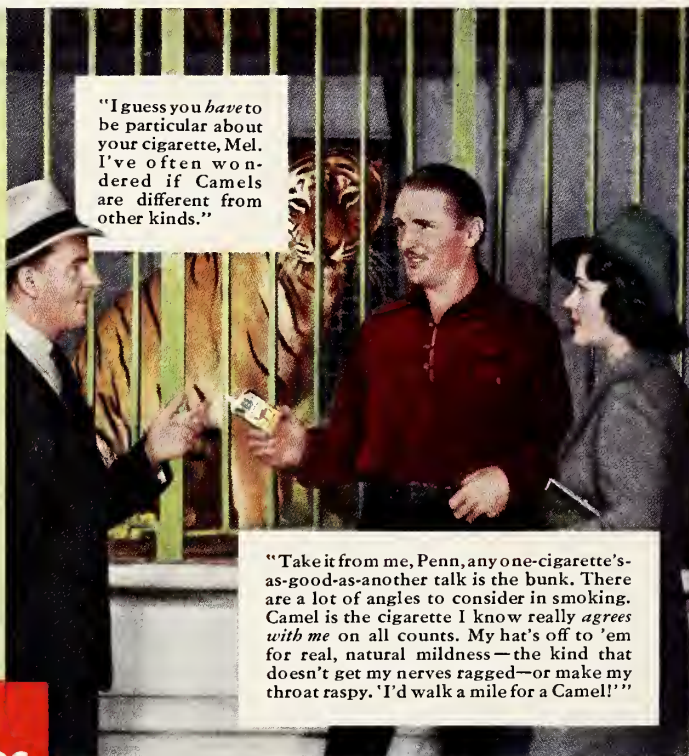 "I guess you have to
be particular about
your cigarette, Mel.
I've often won-
dered if Camels
are different from
other kinds."
"Take it from me, Penn, any one-cigarette's-
as-good-as-another talk is the bunk. There
are a lot of angles to consider in smoking.
Camel is the cigarette I know really agrees
with me on all counts. My hat's off to 'em
for real, natural mildness—the kind that
doesn't get my nerves ragged—or make my
throat raspy. 'I'd walk a mile for a Camel!'"